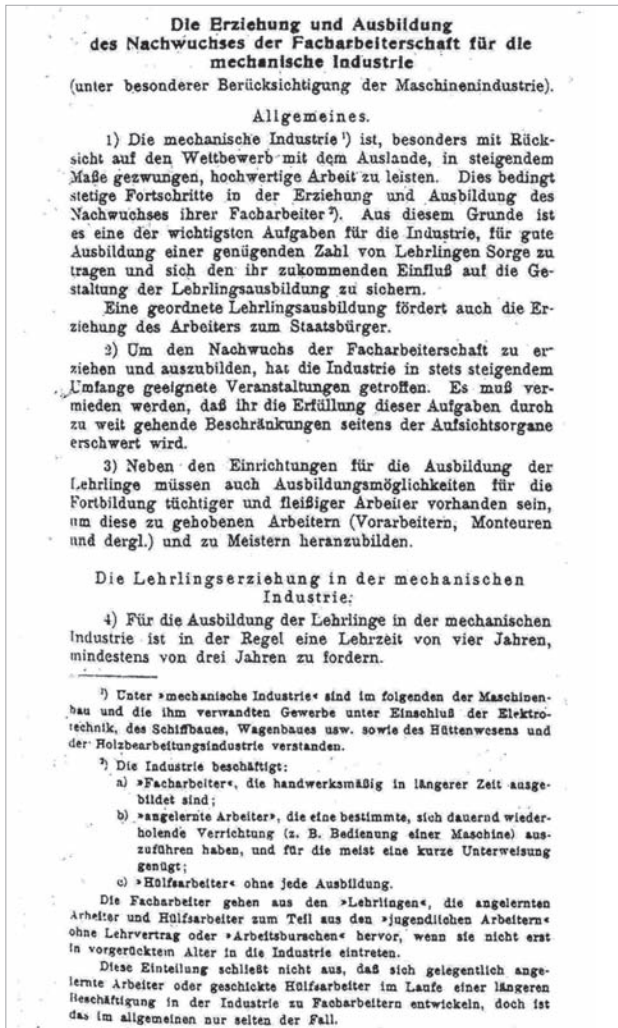 Die Erziehung und Ausbildung
des Nachwuchses der Facharbeiterschaft für die
mechanische Industrie
(unter besonderer Berücksichtigung der Maschinenindustrie).
Allgemeines.
1) Die mechanische Industrie ¹) ist, besonders mit Rück-
sicht auf den Wettbewerb mit dem Auslande, in steigendem
Maße gezwungen, hochwertige Arbeit zu leisten. Dies bedingt
stetige Fortschritte in der Erziehung und Ausbildung des
Nachwuchses ihrer Facharbeiter ²). Aus diesem Grunde ist
es eine der wichtigsten Aufgaben für die Industrie, für gute
Ausbildung einer genügenden Zahl von Lehrlingen Sorge zu
tragen und sich den ihr zukommenden Einfluß auf die Ge-
staltung der Lehrlingsausbildung zu sichern.
Eine geordnete Lehrlingsausbildung fördert auch die Er-
ziehung des Arbeiters zum Staatsbürger.
2) Um den Nachwuchs der Facharbeiterschaft zu er-
ziehen und auszubilden, hat die Industrie in stets steigendem
Umfange geeignete Veranstaltungen getroffen. Es muß ver-
mieden werden, daß ihr die Erfüllung dieser Aufgaben durch
zu weit gehende Beschränkungen seitens der Aufsichtsorgane
erschwert wird.
3) Neben den Einrichtungen für die Ausbildung der
Lehrlinge müssen auch Ausbildungsmöglichkeiten für die
Fortbildung tüchtiger und fleißiger Arbeiter vorhanden sein,
um diese zu gehobenen Arbeitern (Vorarbeitern, Monteuren
und dergl.) und zu Meistern heranzubilden.
Die Lehrlingserziehung in der mechanischen
Industrie.
4) Für die Ausbildung der Lehrlinge in der mechanischen
Industrie ist in der Regel eine Lehrzeit von vier Jahren,
mindestens von drei Jahren zu fordern.
¹) Unter »mechanische Industrie« sind im folgenden der Maschinen-
bau und die ihm verwandten Gewerbe unter Einschluß der Elektro-
technik, des Schiffbaues, Wagenbaues usw. sowie des Hüttenwesens und
der Holzbearbeitungsindustrie verstanden.
²) Die Industrie beschäftigt:
a) »Facharbeiter«, die handwerksmäßig in längerer Zeit ausge-
bildet sind;
b) »angelernte Arbeiter», die eine bestimmte, sich dauernd wieder-
holende Verrichtung (z. B. Bedienung einer Maschine) aus-
zuführen haben, und für die meist eine kurze Unterweisung
genügt;
c) »Hülfsarbeiter« ohne jede Ausbildung.
Die Facharbeiter gehen aus den »Lehrlingen«, die angelernten
Arbeiter und Hülfsarbeiter zum Teil aus den »jugendlichen Arbeitern«
ohne Lehrvertrag oder »Arbeitsburschen« hervor, wenn sie nicht erst
in vorgerücktem Alter in die Industrie eintreten.
Diese Einteilung schließt nicht aus, daß sich gelegentlich ange-
lernte Arbeiter oder geschickte Hülfsarbeiter im Laufe einer längeren
Beschäftigung in der Industrie zu Facharbeitern entwickeln, doch ist
das im allgemeinen nur selten der Fall.